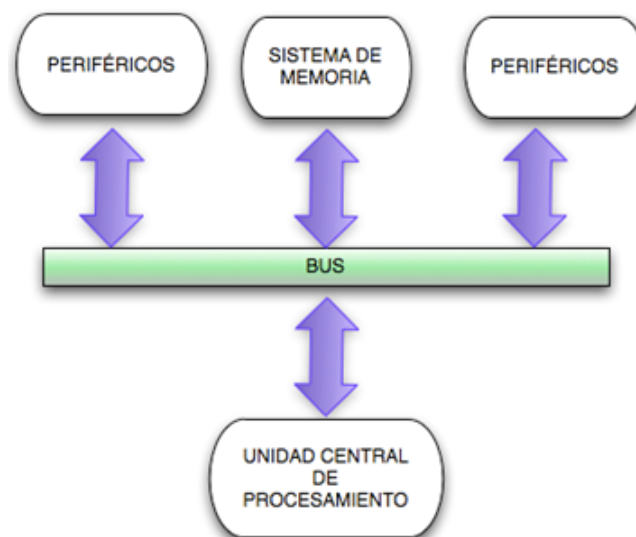 PERIFÉRICOS
SISTEMA DE
MEMORIA
PERIFÉRICOS
BUS
UNIDAD CENTRAL
DE
PROCESAMIENTO